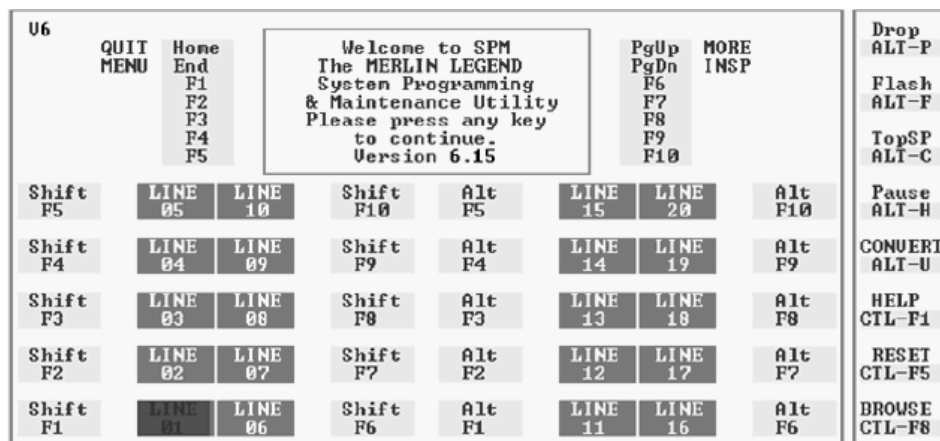 V6
QUIT Home Welcome to SPM PgUp MORE Drop
MENU End The MERLIN LEGEND PgDn INSP ALT-P
F1 System Programming F6
F2 & Maintenance Utility F7 Flash
F3 Please press any key F8 ALT-F
F4 to continue. F9 TopSP
F5 Version 6.15 F10 ALT-C
Shift LINE LINE Shift Alt LINE LINE Alt Pause
F5 05 10 F10 F5 15 20 F10 ALT-H
Shift LINE LINE Shift Alt LINE LINE Alt CONVERT
F4 04 09 F9 F4 14 19 F9 ALT-U
Shift LINE LINE Shift Alt LINE LINE Alt HELP
F3 03 08 F8 F3 13 18 F8 CTL-F1
Shift LINE LINE Shift Alt LINE LINE Alt RESET
F2 02 07 F7 F2 12 17 F7 CTL-F5
Shift LINE LINE Shift Alt LINE LINE Alt BROWSE
F1 01 06 F6 F1 11 16 F6 CTL-F8